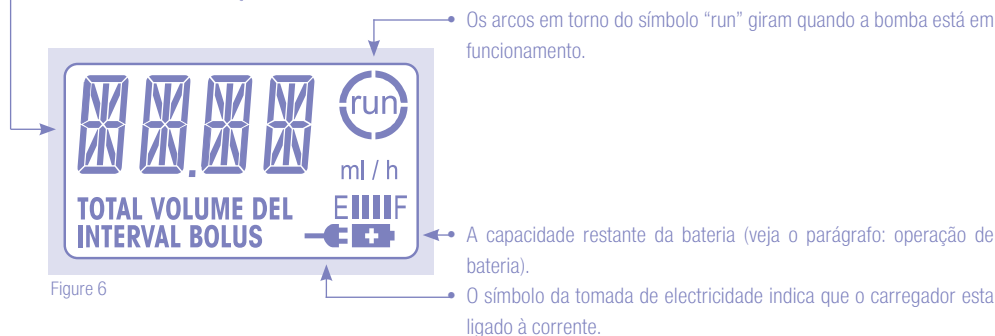 • Os arcos em torno do símbolo “run” giram quando a bomba está em
funcionamento.
run
ml / h
TOTAL VOLUME DEL
E F
INTERVAL BOLUS
• A capacidade restante da bateria (veja o parágrafo: operação de
bateria).
Figure 6
• O símbolo da tomada de electricidade indica que o carregador esta
ligado à corrente.